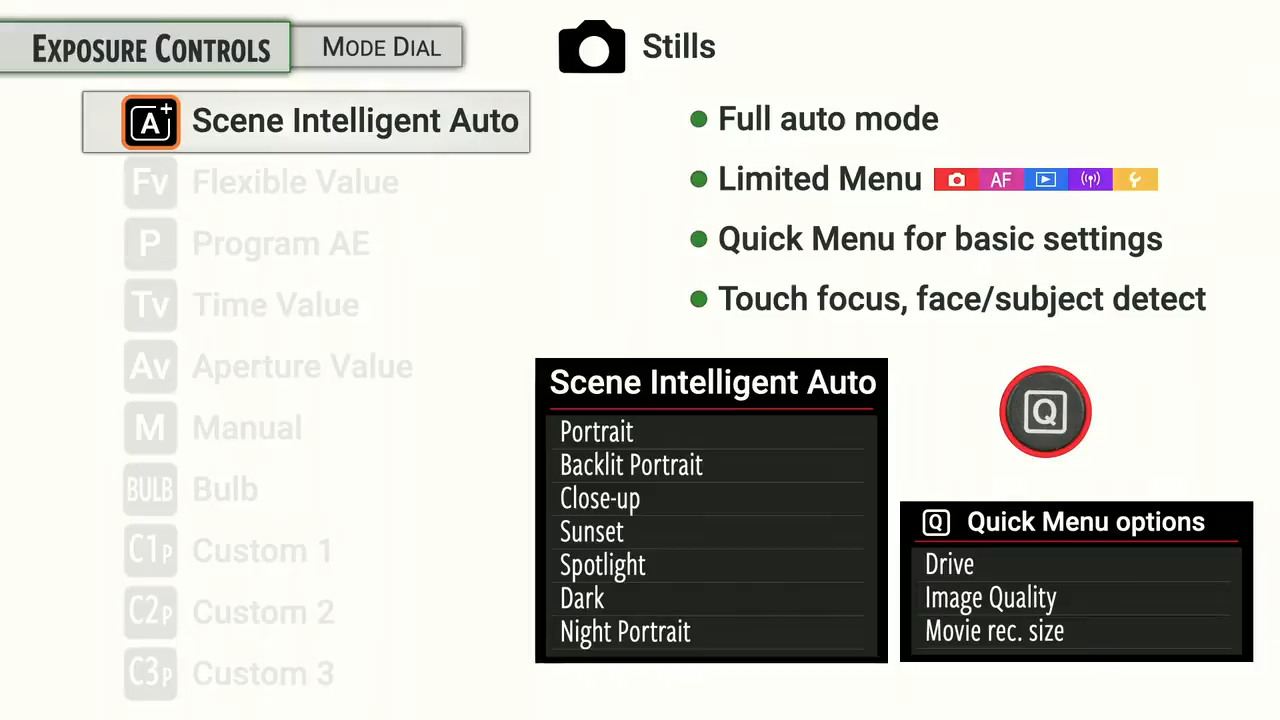 EXPOSURE CONTROLS
MODE DIAL
Stills
A+ Scene Intelligent Auto
Fv Flexible Value
P Program AE
Tv Time Value
Av Aperture Value
M Manual
BULB Bulb
C1P Custom 1
C2P Custom 2
C3P Custom 3
Full auto mode
Limited Menu AF
Quick Menu for basic settings
Touch focus, face/subject detect
Scene Intelligent Auto
Portrait
Backlit Portrait
Close-up
Sunset
Spotlight
Dark
Night Portrait
Q
Q Quick Menu options
Drive
Image Quality
Movie rec. size